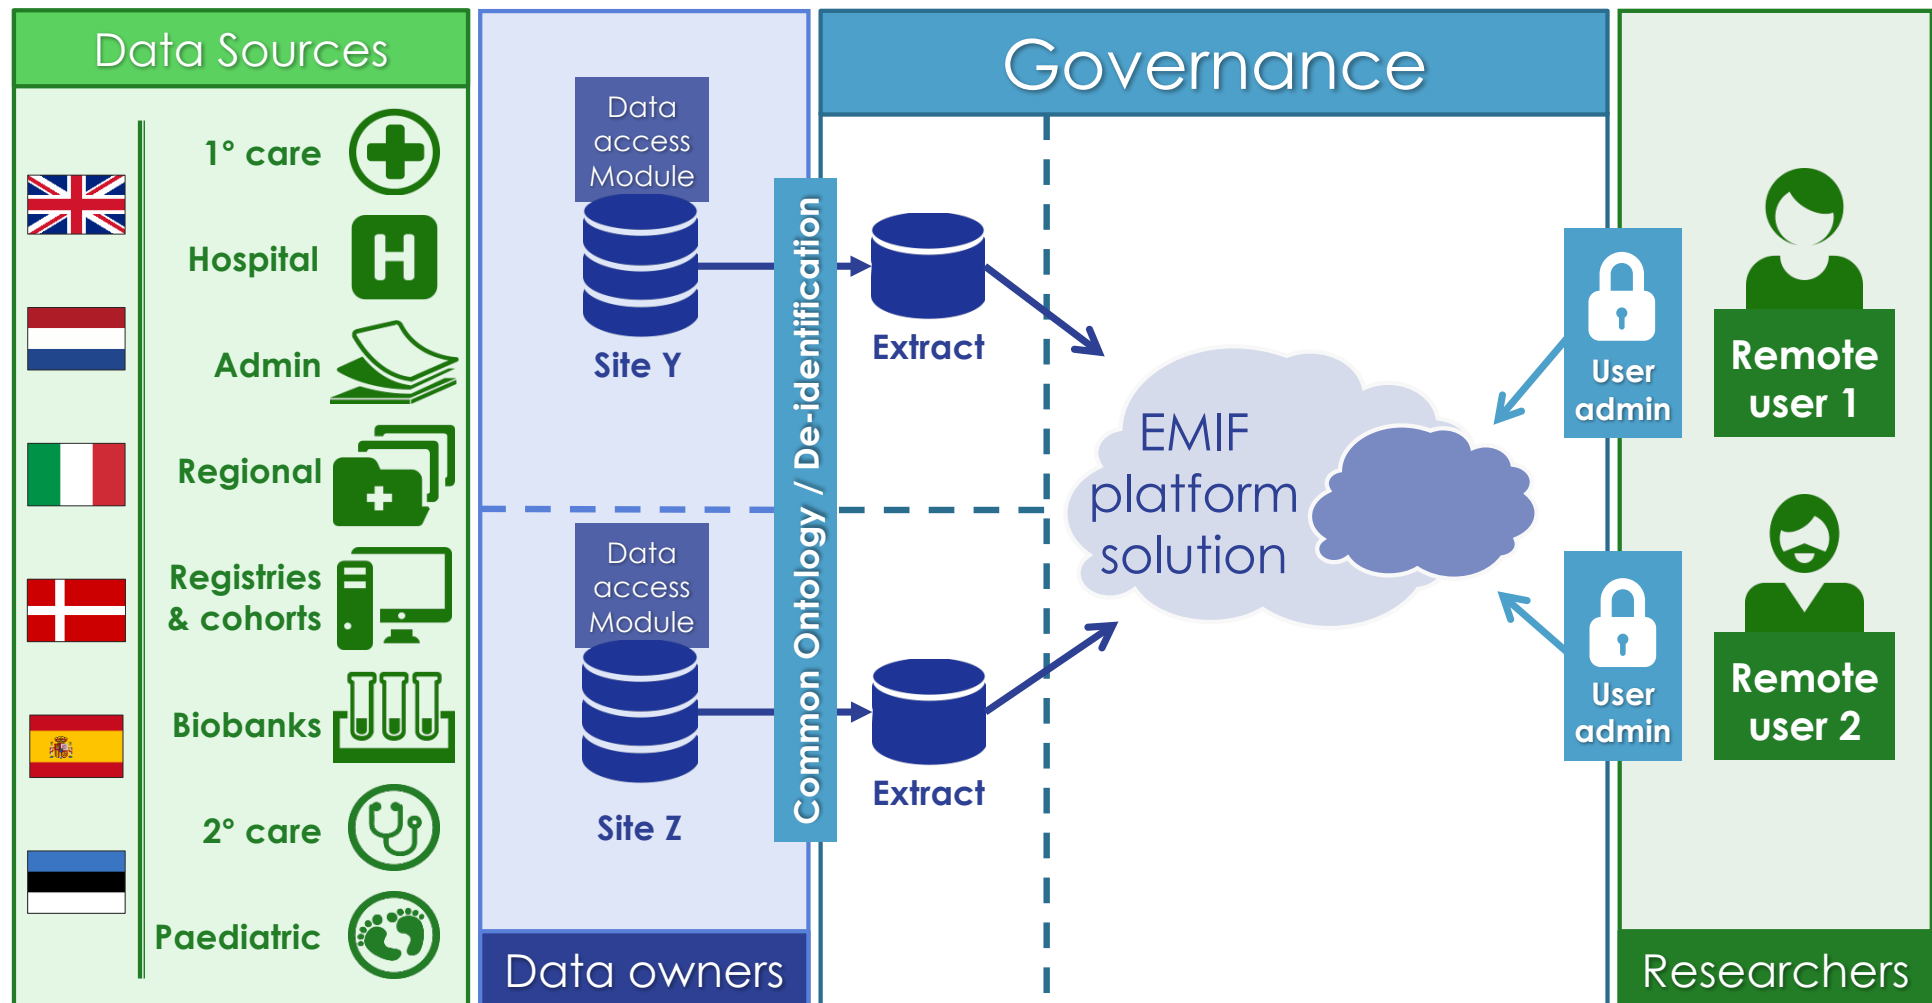 Data Sources
1° care
Hospital
Admin
Regional
Registries
& cohorts
Biobanks
2° care
Paediatric
Data
access
Module
Site Y
Data
access
Module
Site Z
Data owners
Common Ontology / De-identification
Governance
Extract
Extract
EMIF
platform
solution
User
admin
User
admin
Remote
user 1
Remote
user 2
Researchers